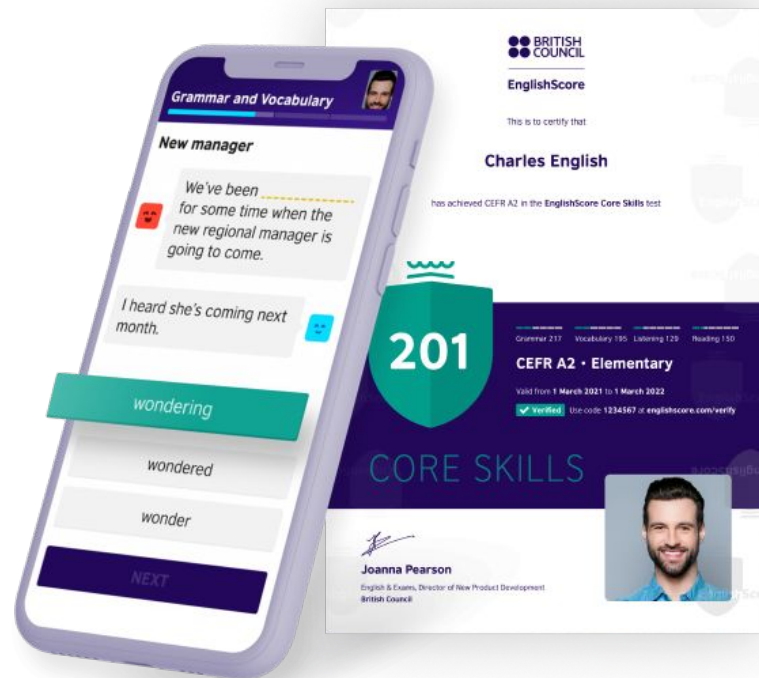 Grammar and Vocabulary
New manager
We've been
for some time when the
new regional manager is
going to come.
I heard she's coming next
month.
wondering
wondered
wonder
NEXT
BRITISH
COUNCIL
EnglishScore
This is to certify that
Charles English
has achieved CEFR A2 in the EnglishScore Core Skills test
201
Grammar 217 Vocabulary 195 Listening 129 Reading 150
CEFR A2 • Elementary
Valid from 1 March 2021 to 1 March 2022
Verified Use code 1234567 at englishscore.com/verify
CORE SKILLS
Joanna Pearson
English & Exams, Director of New Product Development
British Council